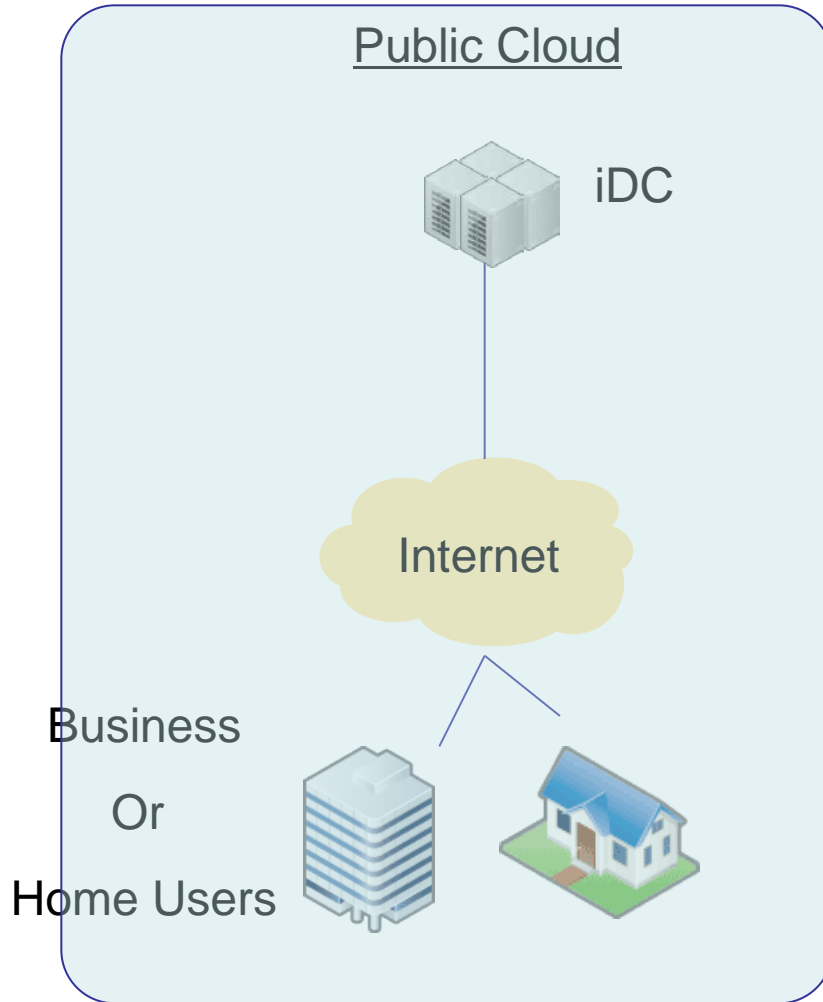 Public Cloud
iDC
Internet
Business
Or
Home Users